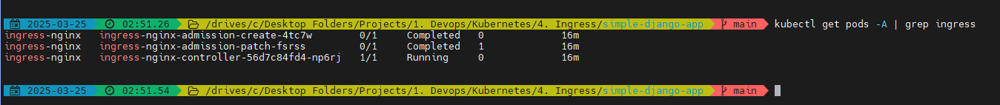 2025-03-25 02:51.26 /drives/c/Desktop Folders/Projects/1. Devops/Kubernetes/4. Ingress/simple-django-app main kubectl get pods -A | grep ingress
ingress-nginx ingress-nginx-admission-create-4tc7w 0/1 Completed 0 16m
ingress-nginx ingress-nginx-admission-patch-fsrss 0/1 Completed 1 16m
ingress-nginx ingress-nginx-controller-56d7c84fd4-np6rj 1/1 Running 0 16m
2025-03-25 02:51.54 /drives/c/Desktop Folders/Projects/1. Devops/Kubernetes/4. Ingress/simple-django-app main